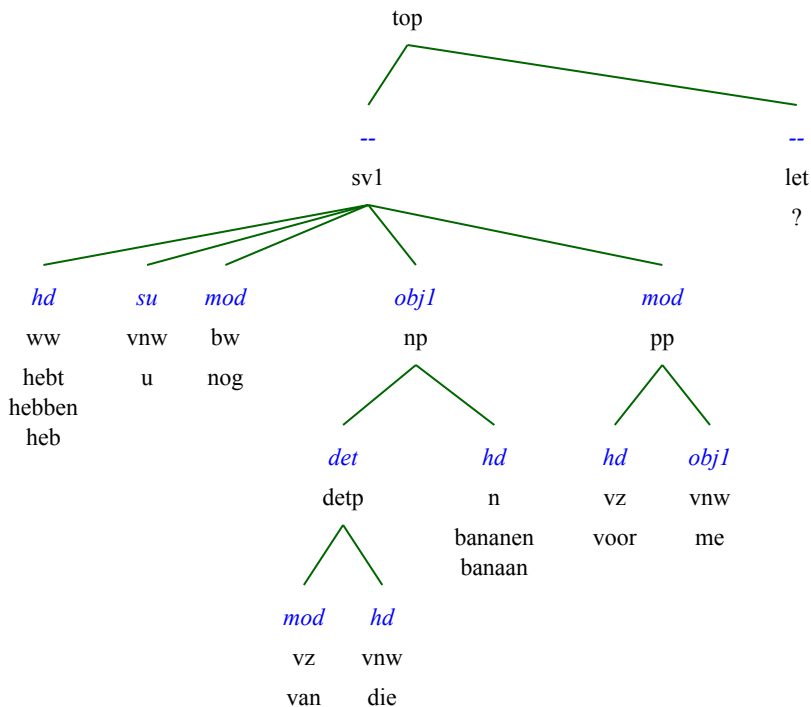 top
-- --
sv1 let
?
hd su mod obj1 mod
ww vnw bw np pp
hebt u nog
hebben
heb
det hd hd obj1
detp n vz vnw
bananen voor me
banaan
mod hd
vz vnw
van die